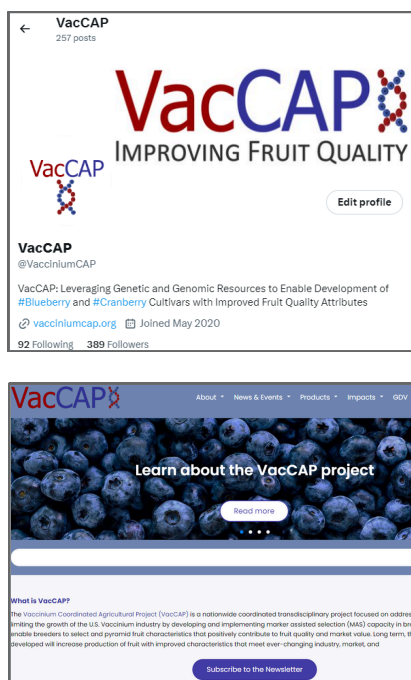 VacCAP
257 posts
VacCAP
IMPROVING FRUIT QUALITY
VacCAP
Edit profile
VacCAP
@VacciniumCAP
VacCAP: Leveraging Genetic and Genomic Resources to Enable Development of
#Blueberry and #Cranberry Cultivars with Improved Fruit Quality Attributes
vacciniumcap.org Joined May 2020
92 Following 389 Followers
VacCAP
About News & Events Products Impacts GDV
Learn about the VacCAP project
Read more
What is VacCAP?
The Vaccinium Coordinated Agricultural Project (VacCAP) is a nationwide coordinated transdisciplinary project focused on addres
limiting the growth of the U.S. Vaccinium industry by developing and implementing marker assisted selection (MAS) capacity in bre
enable breeders to select and pyramid fruit characteristics that positively contribute to fruit quality and market value. Long term, th
developed will increase production of fruit with improved characteristics that meet ever-changing industry, market, and
Subscribe to the Newsletter